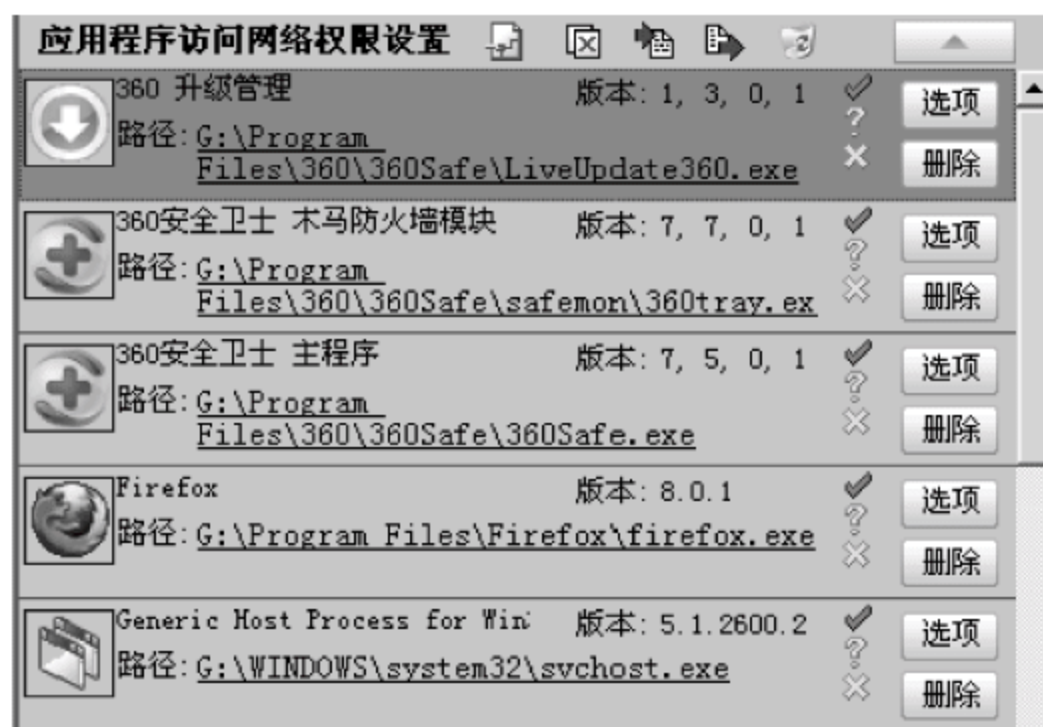 应用程序访问网络权限设置
360 升级管理 版本: 1, 3, 0, 1 选项
路径: G:\Program
Files\360\360Safe\LiveUpdate360.exe 删除
360安全卫士 木马防火墙模块 版本: 7, 7, 0, 1 选项
路径: G:\Program
Files\360\360Safe\safemon\360tray.ex 删除
360安全卫士 主程序 版本: 7, 5, 0, 1 选项
路径: G:\Program
Files\360\360Safe\360Safe.exe 删除
Firefox 版本: 8.0.1 选项
路径: G:\Program Files\Firefox\firefox.exe 删除
Generic Host Process for Win 版本: 5.1.2600.2 选项
路径: G:\WINDOWS\system32\svchost.exe 删除